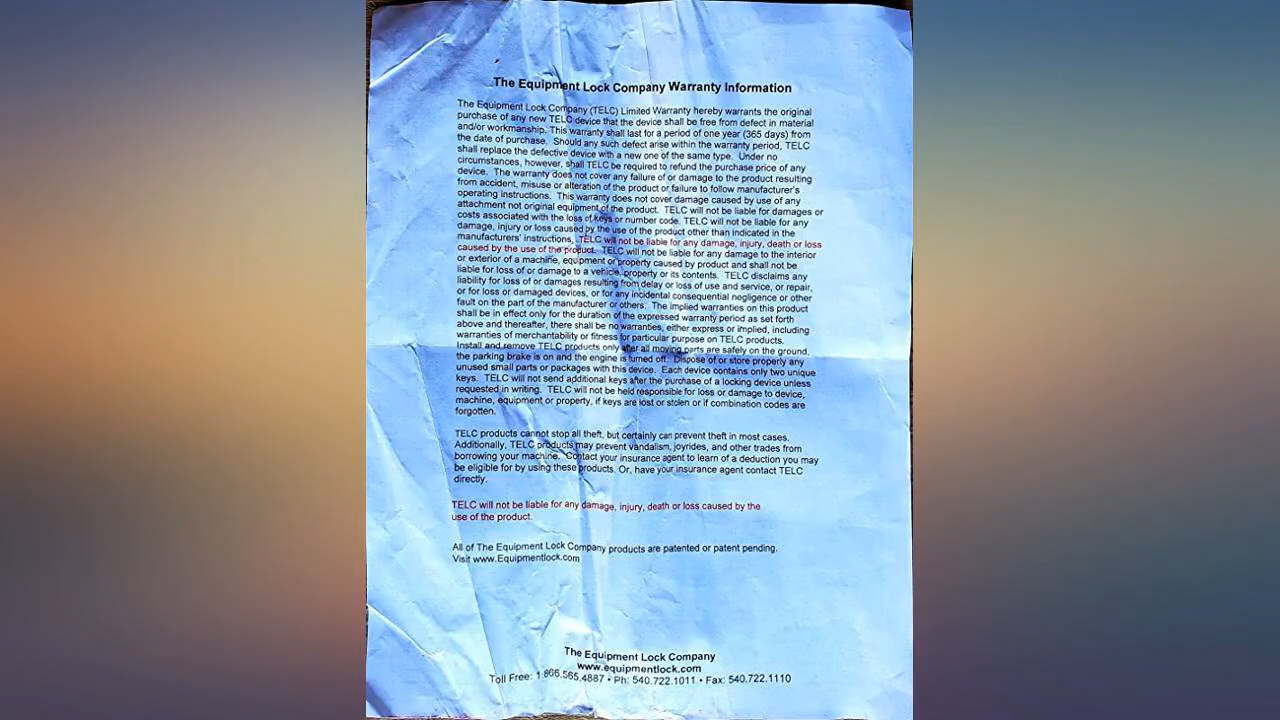 The Equipment Lock Company Warranty Information
The Equipment Lock Company (TELC) Limited Warranty hereby warrants the original
purchase of any new TELC device that the device shall be free from defect in material
and/or workmanship. This warranty shall last for a period of one year (365 days) from
the date of purchase. Should any such defect arise within the warranty period, TELC
shall replace the defective device with a new one of the same type. Under no
circumstances, however, shall TELC be required to refund the purchase price of any
device. The warranty does not cover any failure of or damage to the product resulting
from accident, misuse or alteration of the product or failure to follow manufacturer's
operating instructions. This warranty does not cover damage caused by use of any
attachment not original equipment of the product. TELC will not be liable for damages or
costs associated with the loss of keys or number code. TELC will not be liable for any
damage, injury or loss caused by the use of the product other than indicated in the
manufacturers' instructions, TELC will not be liable for any damage, injury, death or loss
caused by the use of the product. TELC will not be liable for any damage to the interior
or exterior of a machine, equipment or property caused by product and shall not be
liable for loss of or damage to a vehicle, property or its contents. TELC disclaims any
liability for loss of or damages resulting from delay or loss of use and service, or repair,
or for loss or damaged devices, or for any incidental consequential negligence or other
fault on the part of the manufacturer or others. The implied warranties on this product
shall be in effect only for the duration of the expressed warranty period as set forth
above and thereafter, there shall be no warranties, either express or implied, including
warranties of merchantability or fitness for particular purpose on TELC products.
Install and remove TELC products only after all moving parts are safely on the ground,
the parking brake is on and the engine is turned off. Dispose of or store properly any
unused small parts or packages with this device. Each device contains only two unique
keys. TELC will not send additional keys after the purchase of a locking device unless
requested in writing. TELC will not be held responsible for loss or damage to device,
machine, equipment or property, if keys are lost or stolen or if combination codes are
forgotten.
TELC products cannot stop all theft, but certainly can prevent theft in most cases.
Additionally, TELC products may prevent vandalism, joyrides, and other trades from
borrowing your machine. Contact your insurance agent to learn of a deduction you may
be eligible for by using these products. Or, have your insurance agent contact TELC
directly.
TELC will not be liable for any damage, injury, death or loss caused by the
use of the product.
All of The Equipment Lock Company products are patented or patent pending.
Visit www.Equipmentlock.com
The Equipment Lock Company
www.equipmentlock.com
Toll Free: 1.866.565.4887 • Ph: 540.722.1011 • Fax: 540.722.1110